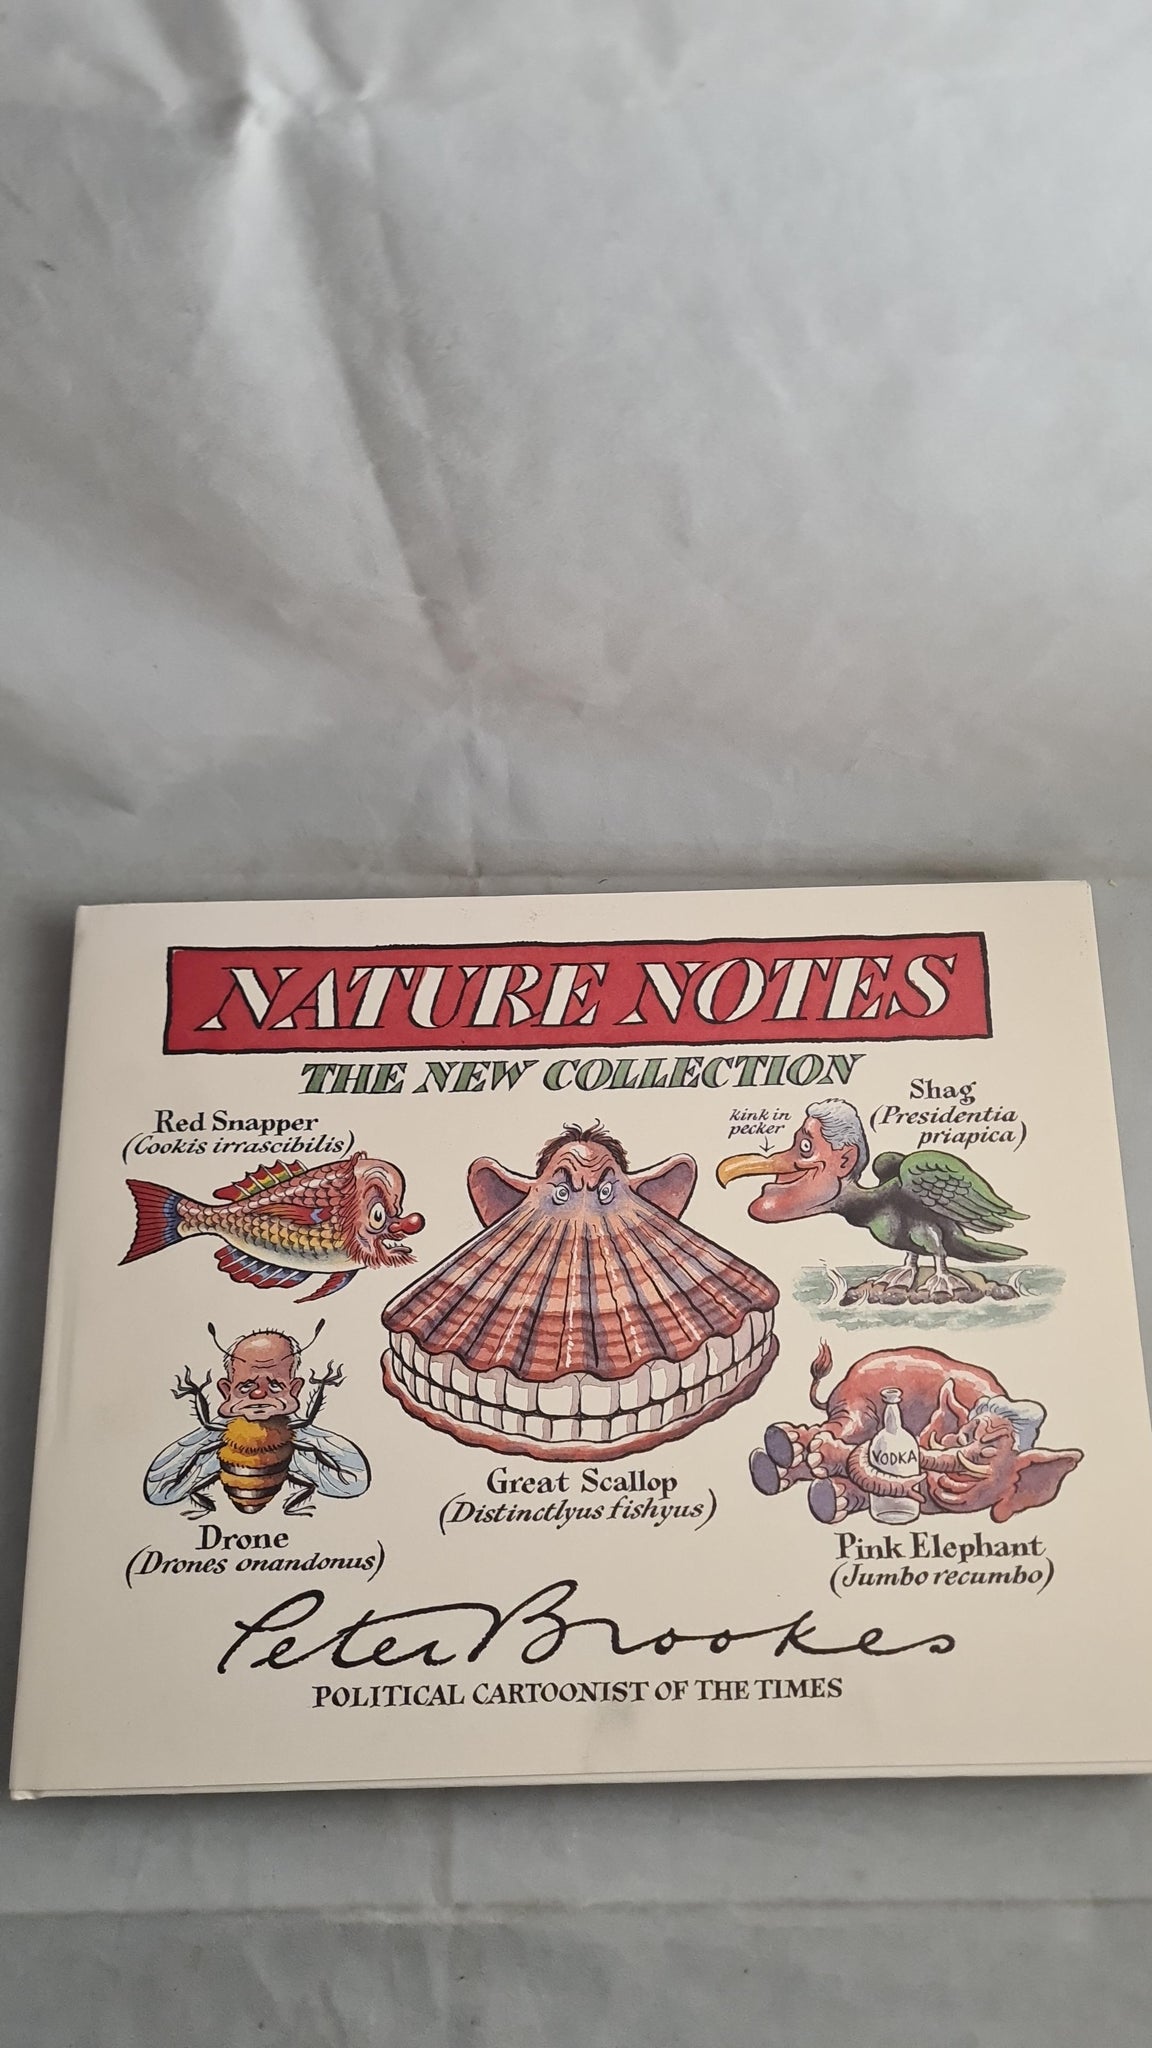 NATURE NOTES
THE NEW COLLECTION
Red Snapper
(Cookis irrascibilis)
kink in
pecker
Shag
(Presidentia
priapica)
Drone
(Drones onandonus)
Great Scallop
(Distinctlyus fishyus)
VODKA
Pink Elephant
(Jumbo recumbo)
Peter Brookes
POLITICAL CARTOONIST OF THE TIMES